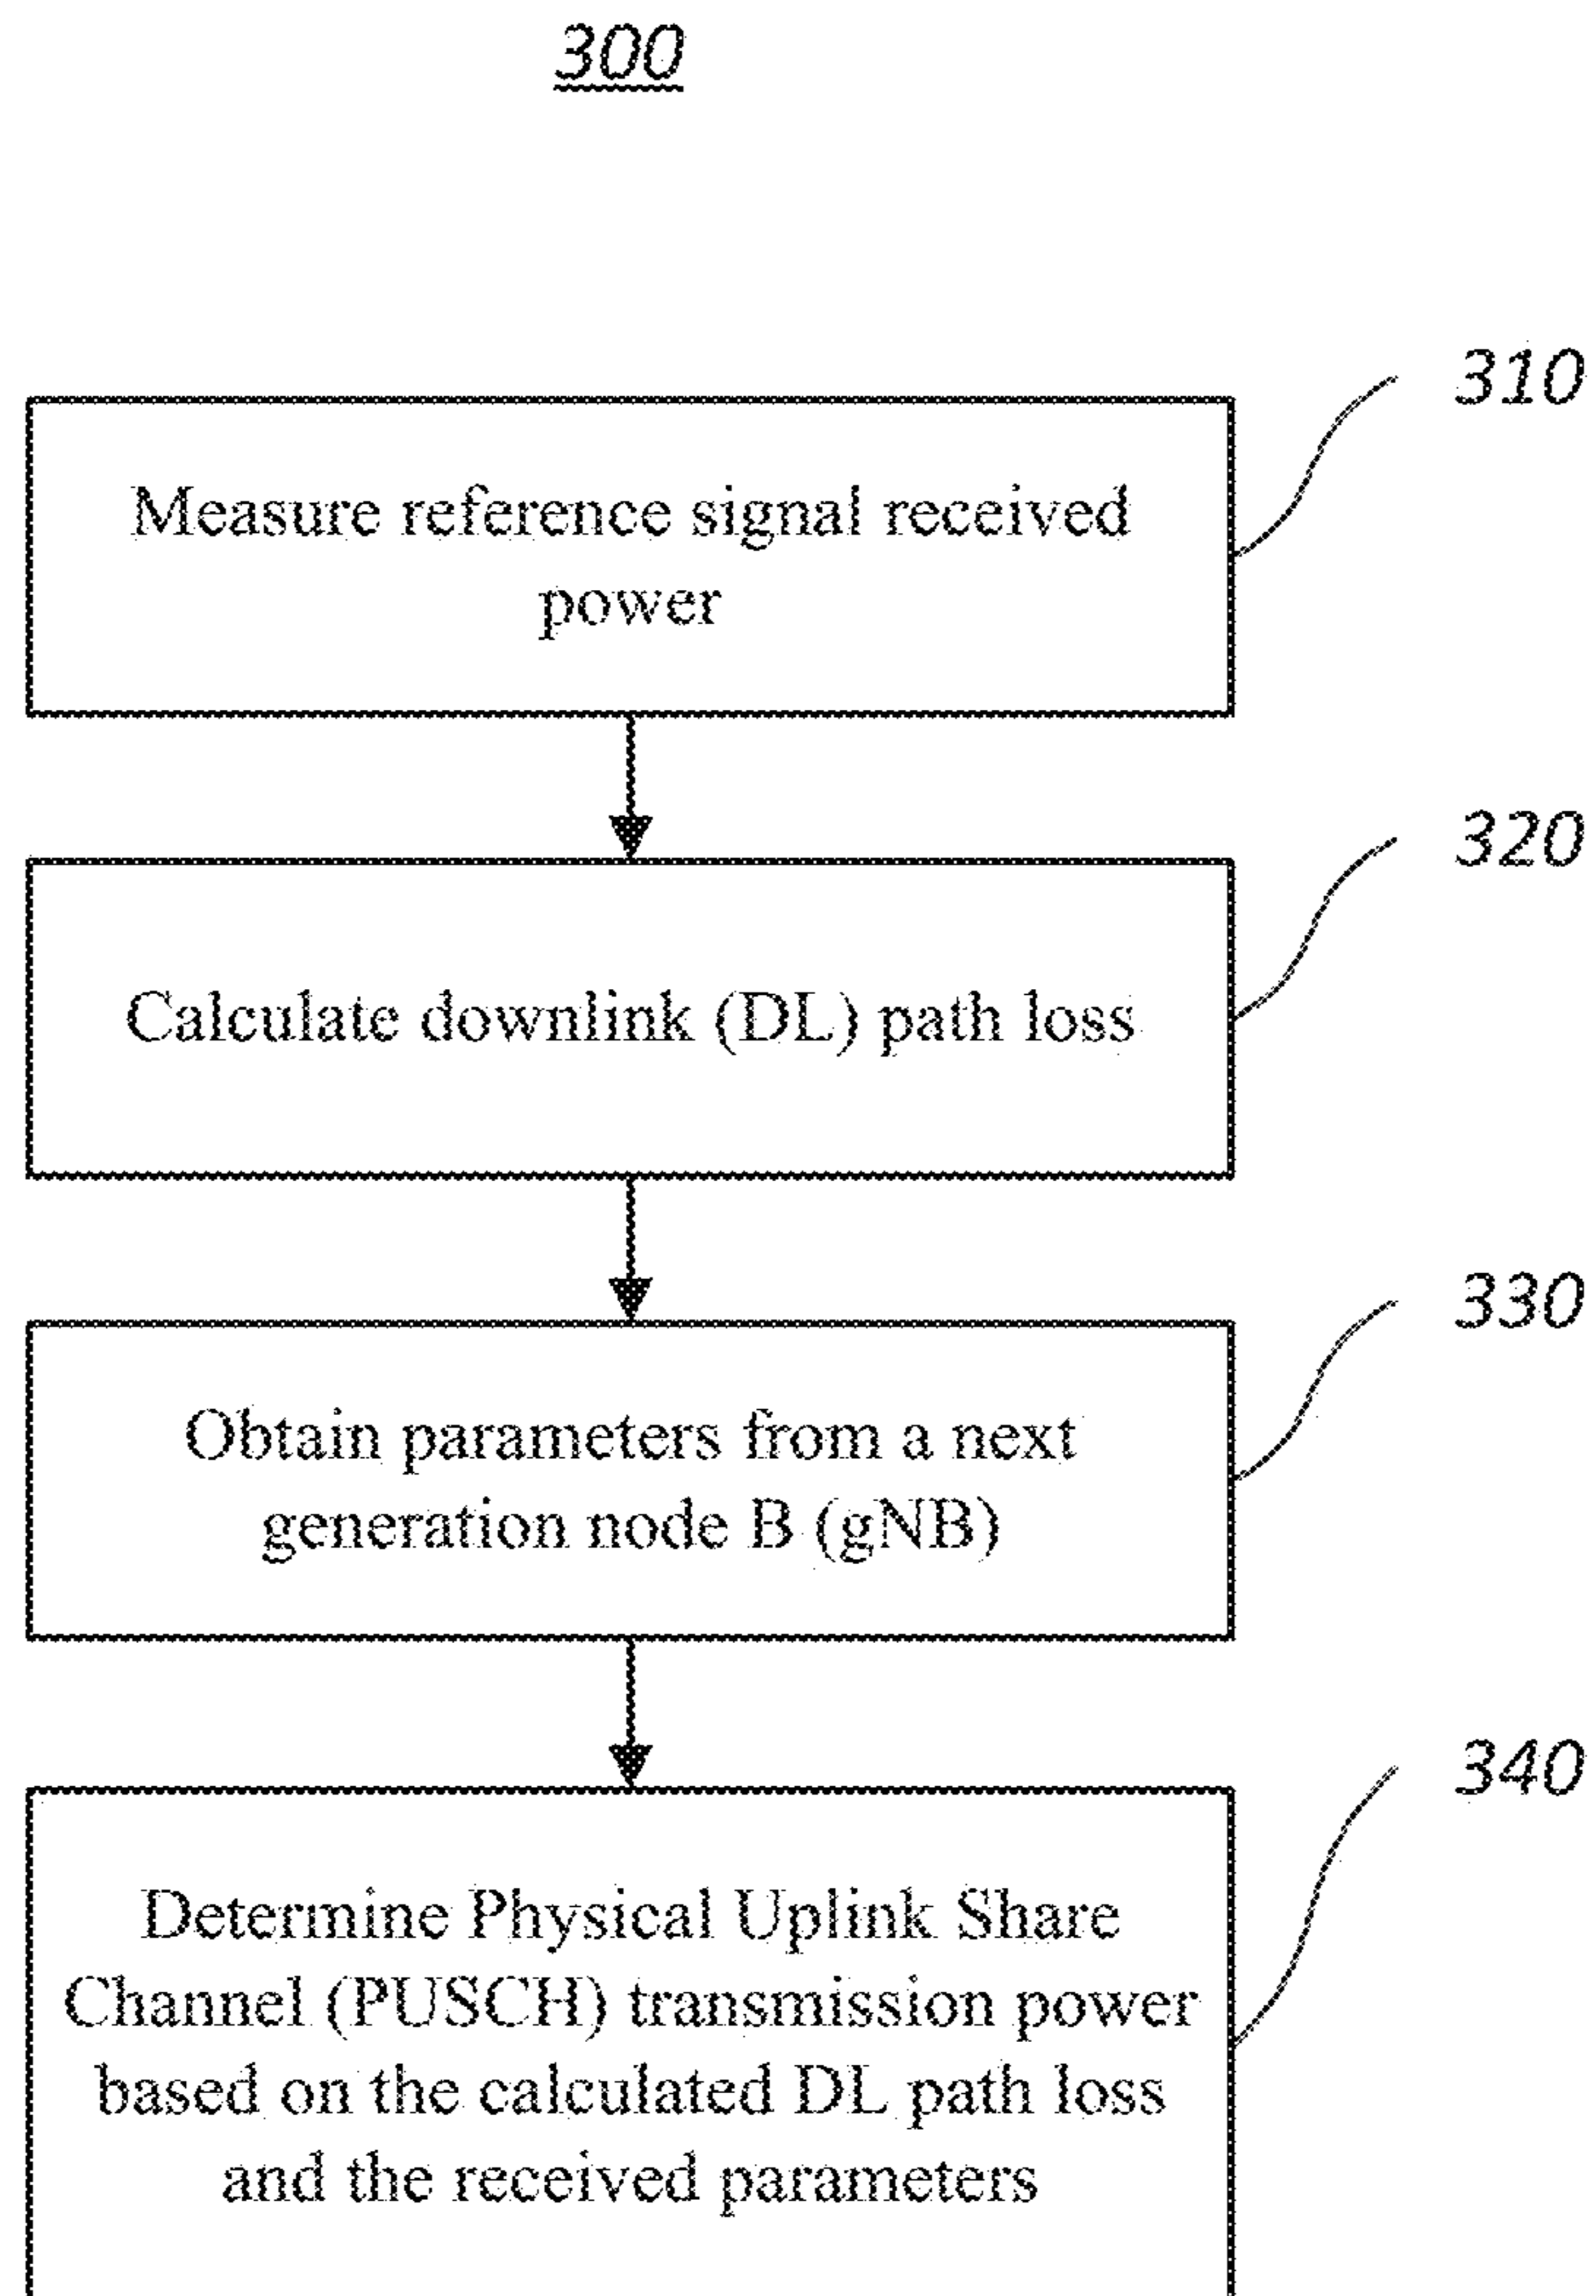 300
310
Measure reference signal received
power
320
Calculate downlink (DL) path loss
330
Obtain parameters from a next
generation node B (gNB)
340
Determine Physical Uplink Share
Channel (PUSCH) transmission power
based on the calculated DL path loss
and the received parameters